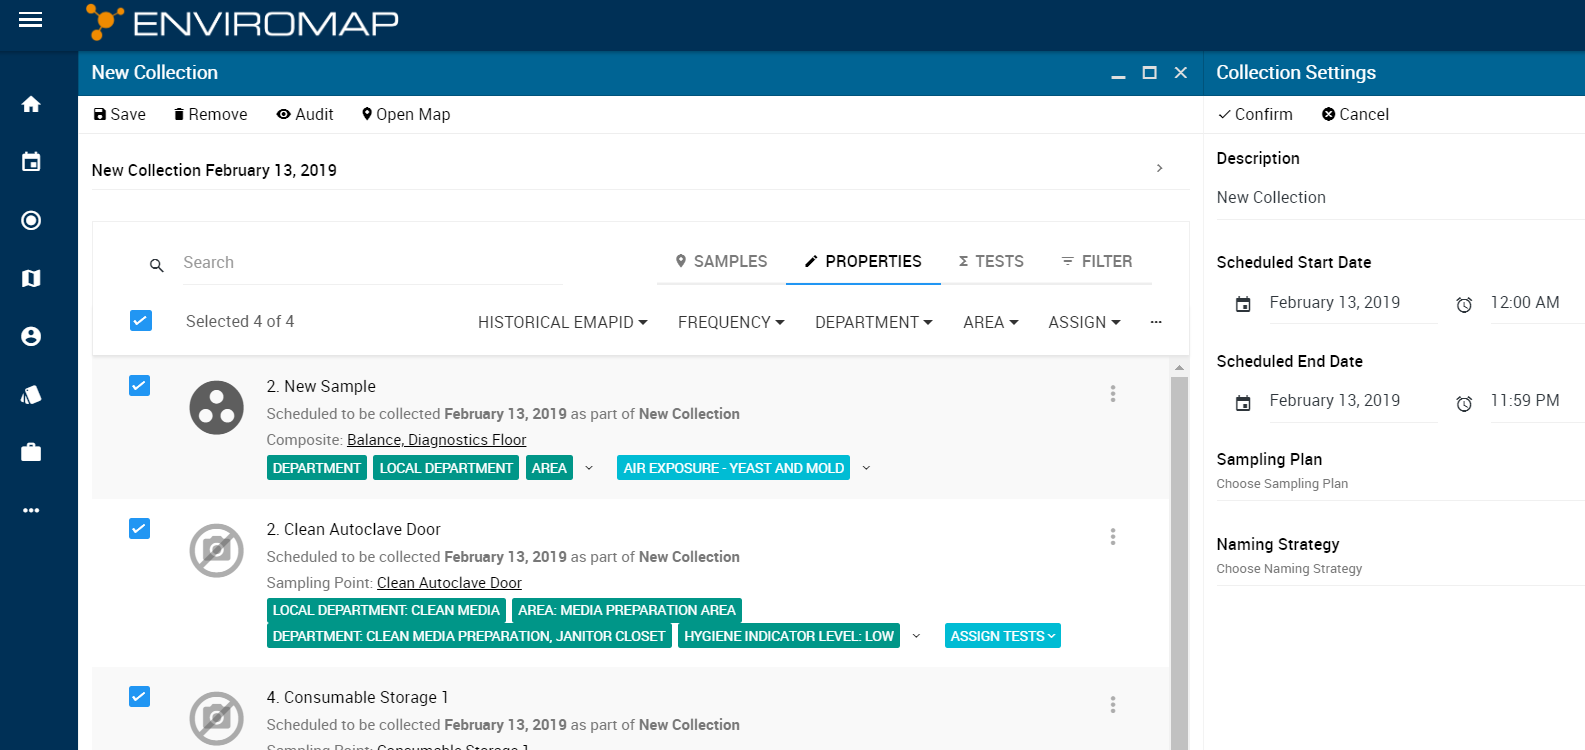 ENVIROMAP
New Collection
Save Remove Audit Open Map
New Collection February 13, 2019
Search
SAMPLES PROPERTIES Σ TESTS FILTER
Selected 4 of 4
HISTORICAL EMAPID FREQUENCY DEPARTMENT AREA ASSIGN ...
2. New Sample
Scheduled to be collected February 13, 2019 as part of New Collection
Composite: Balance, Diagnostics Floor
DEPARTMENT LOCAL DEPARTMENT AREA AIR EXPOSURE - YEAST AND MOLD
2. Clean Autoclave Door
Scheduled to be collected February 13, 2019 as part of New Collection
Sampling Point: Clean Autoclave Door
LOCAL DEPARTMENT: CLEAN MEDIA AREA: MEDIA PREPARATION AREA
DEPARTMENT: CLEAN MEDIA PREPARATION, JANITOR CLOSET HYGIENE INDICATOR LEVEL: LOW ASSIGN TESTS
4. Consumable Storage 1
Scheduled to be collected February 13, 2019 as part of New Collection
Sampling Point: Consumable Storage 1
Collection Settings
Confirm Cancel
Description
New Collection
Scheduled Start Date
February 13, 2019 12:00 AM
Scheduled End Date
February 13, 2019 11:59 PM
Sampling Plan
Choose Sampling Plan
Naming Strategy
Choose Naming Strategy